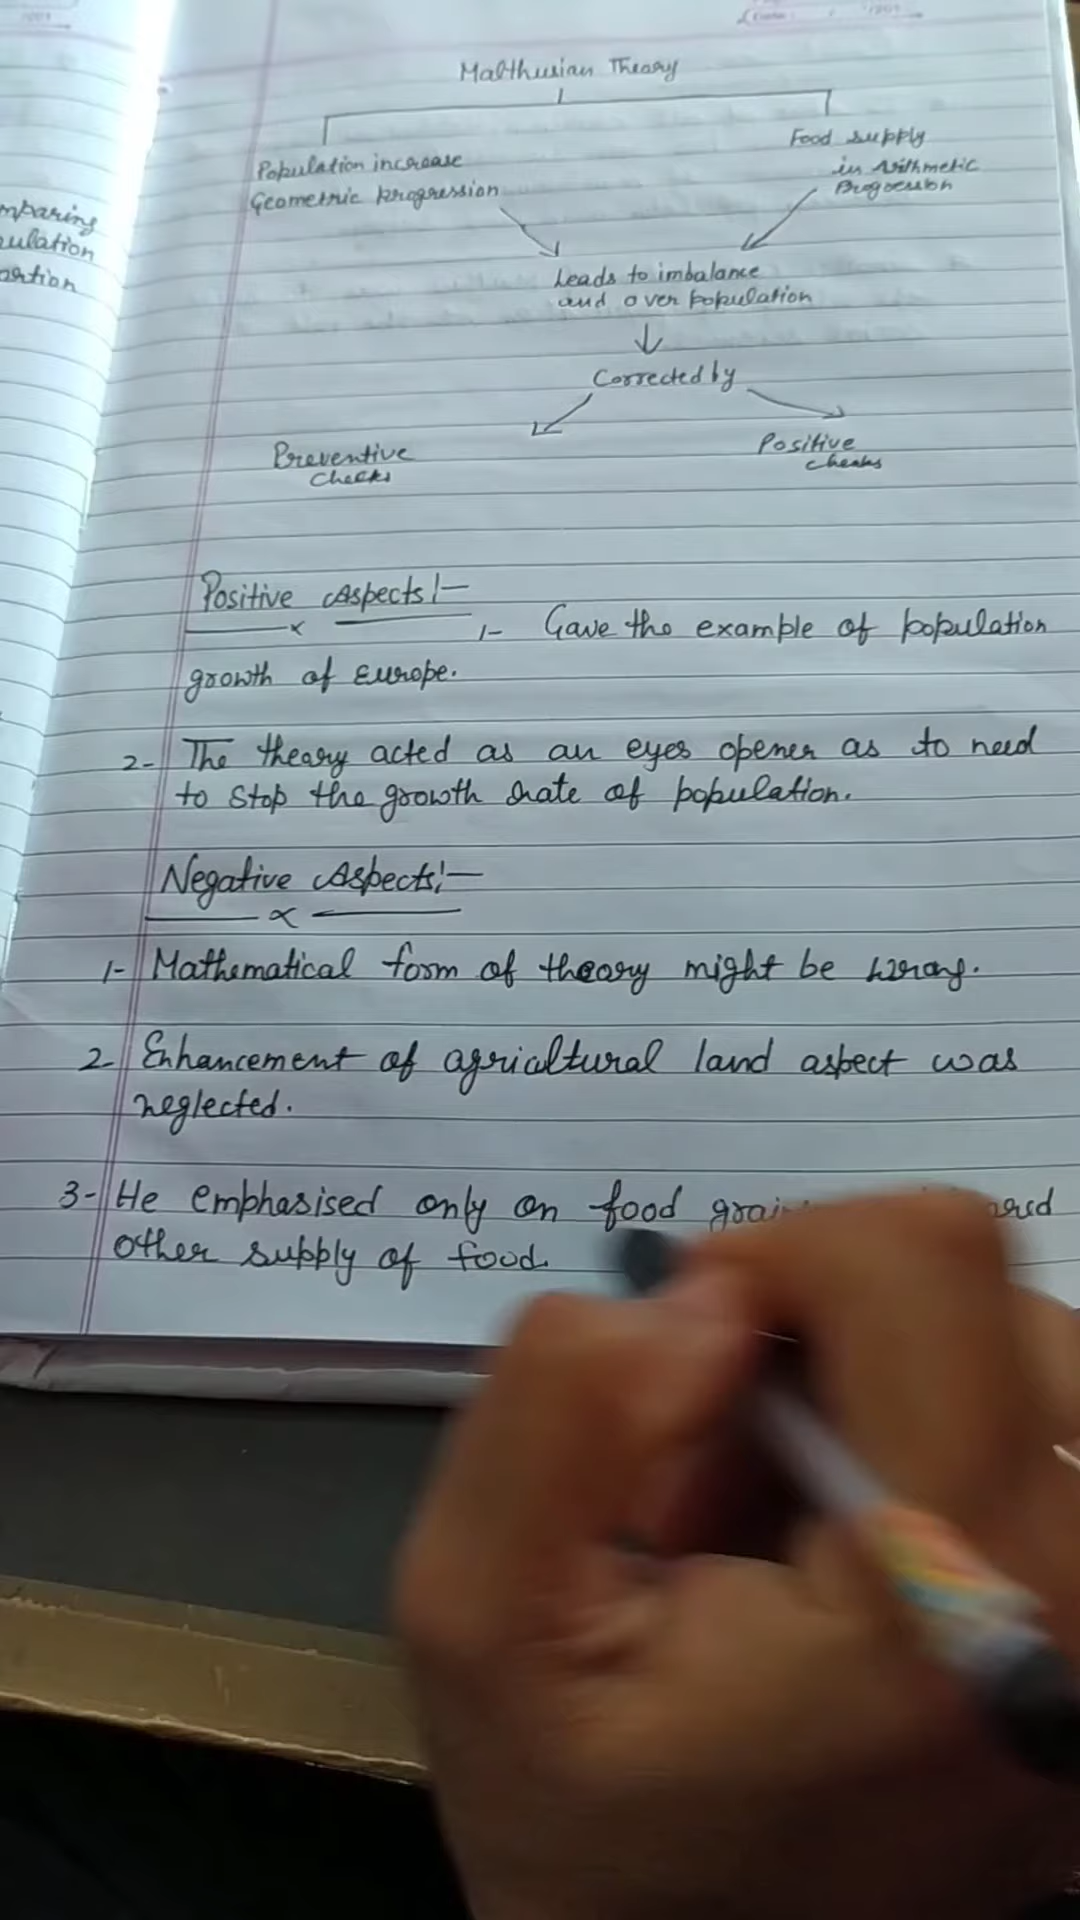 Malthusian Theory
Population increase
Geometric progression
Food supply
in Arithmetic
Progression
mparing
ulation
ortion
Leads to imbalance
and over population
Corrected by
Preventive
Checks
Positive
checks
Positive Aspects:-
1- Gave the example of population
growth of Europe.
2- The theory acted as an eyes opener as to need
to stop the growth rate of population.
Negative Aspects:-
1- Mathematical form of theory might be wrong.
2- Enhancement of agricultural land aspect was
neglected.
3- He emphasised only on food
other supply of food.